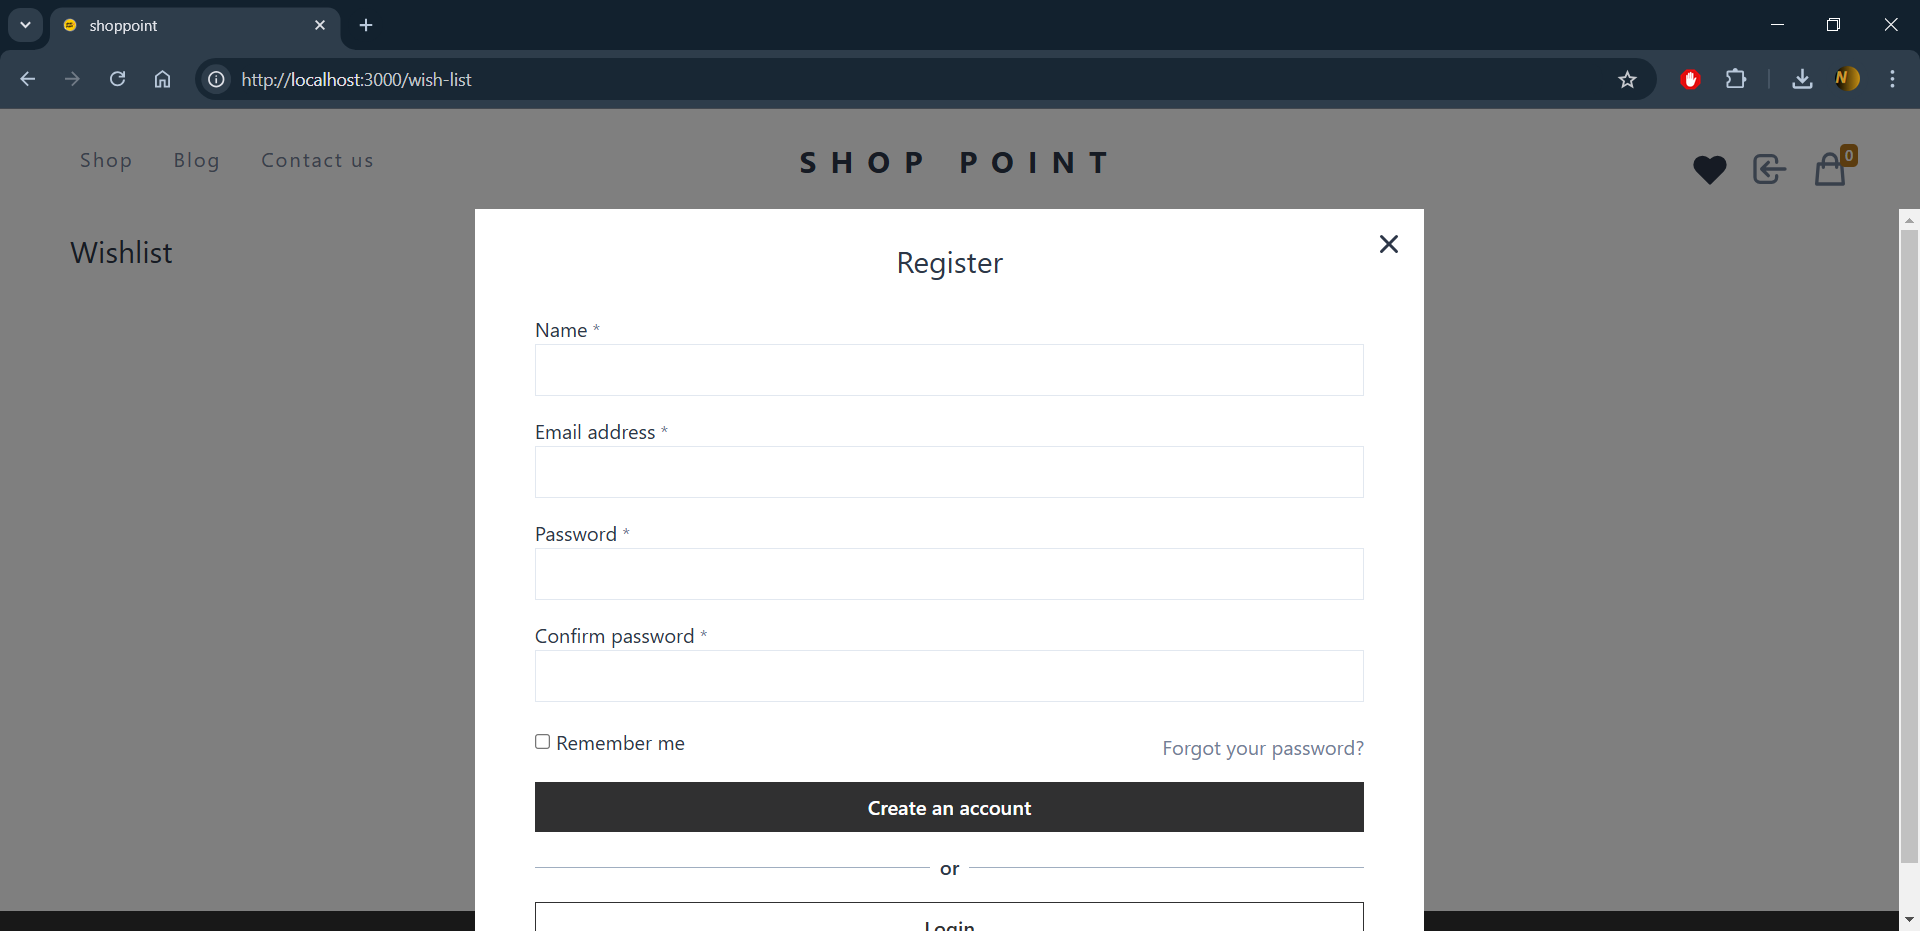 shoppoint
http://localhost:3000/wish-list
N
Shop Blog Contact us
SHOP POINT
0
Wishlist
Register
Name *
Email address *
Password *
Confirm password *
Remember me
Forgot your password?
Create an account
or
Login